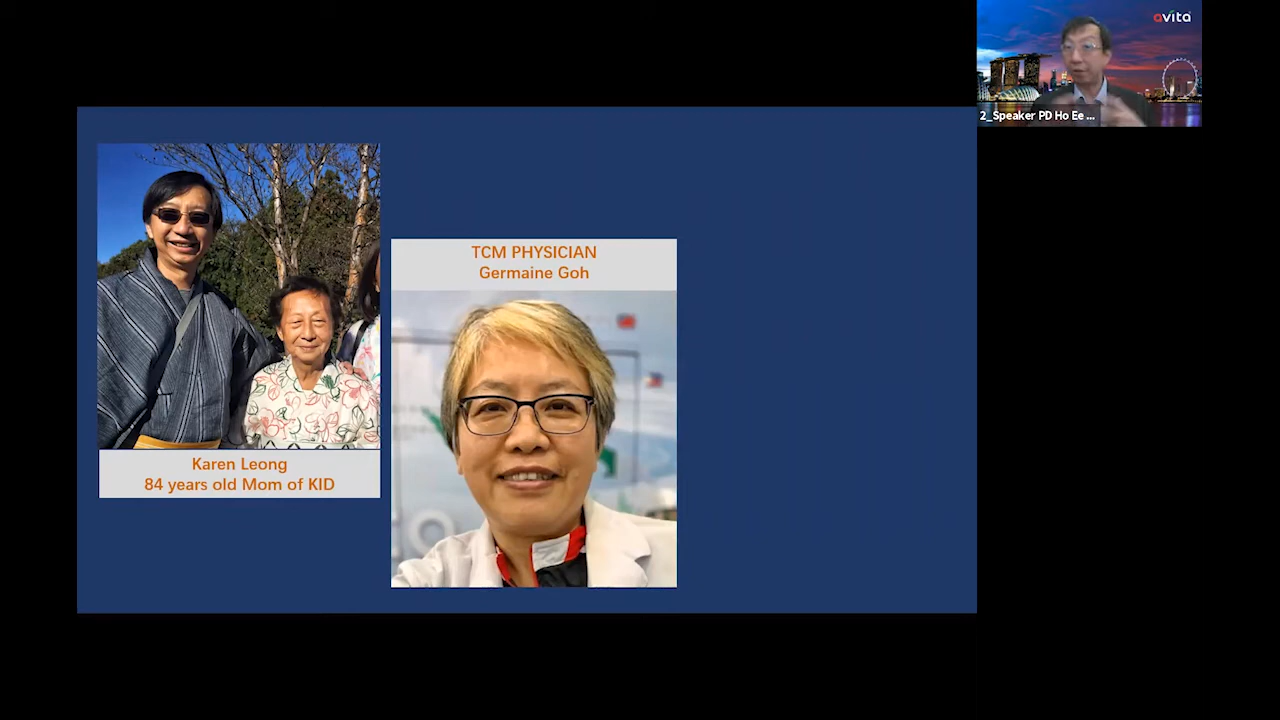 avita
2_Speaker PD Ho Ee ...
TCM PHYSICIAN
Germaine Goh
Karen Leong
84 years old Mom of KID